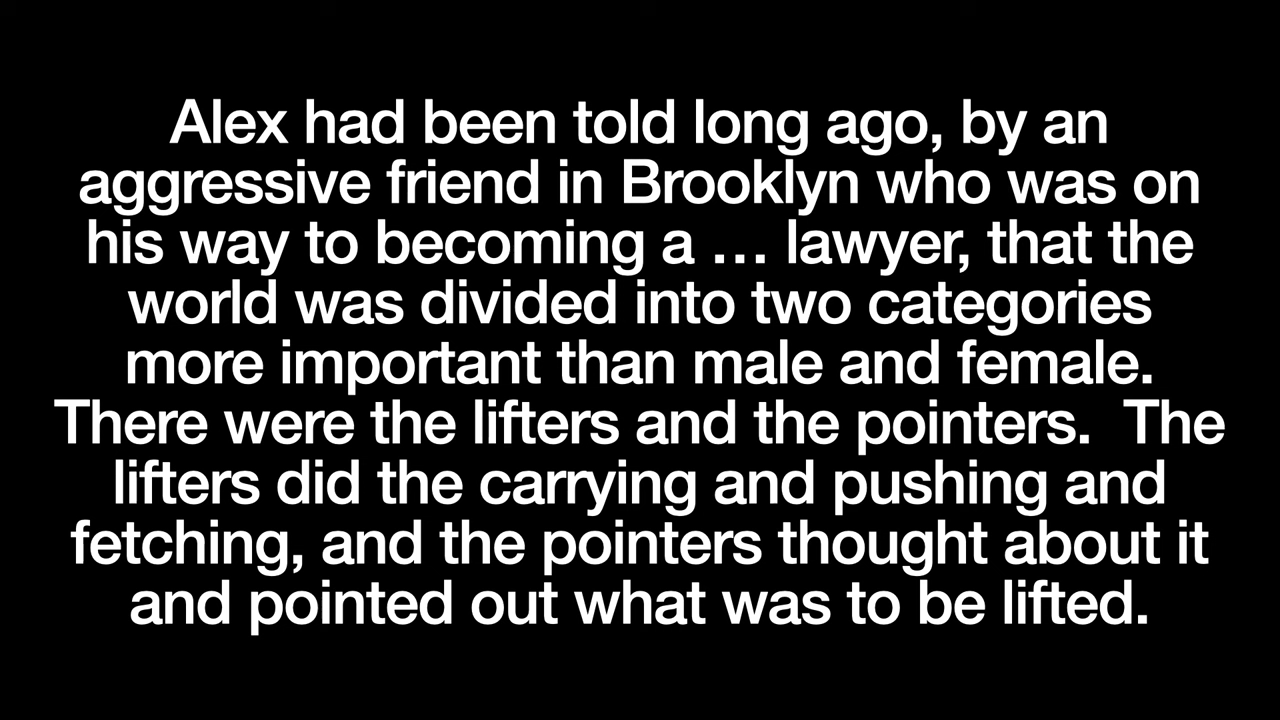 Alex had been told long ago, by an
aggressive friend in Brooklyn who was on
his way to becoming a … lawyer, that the
world was divided into two categories
more important than male and female.
There were the lifters and the pointers.  The
lifters did the carrying and pushing and
fetching, and the pointers thought about it
and pointed out what was to be lifted.